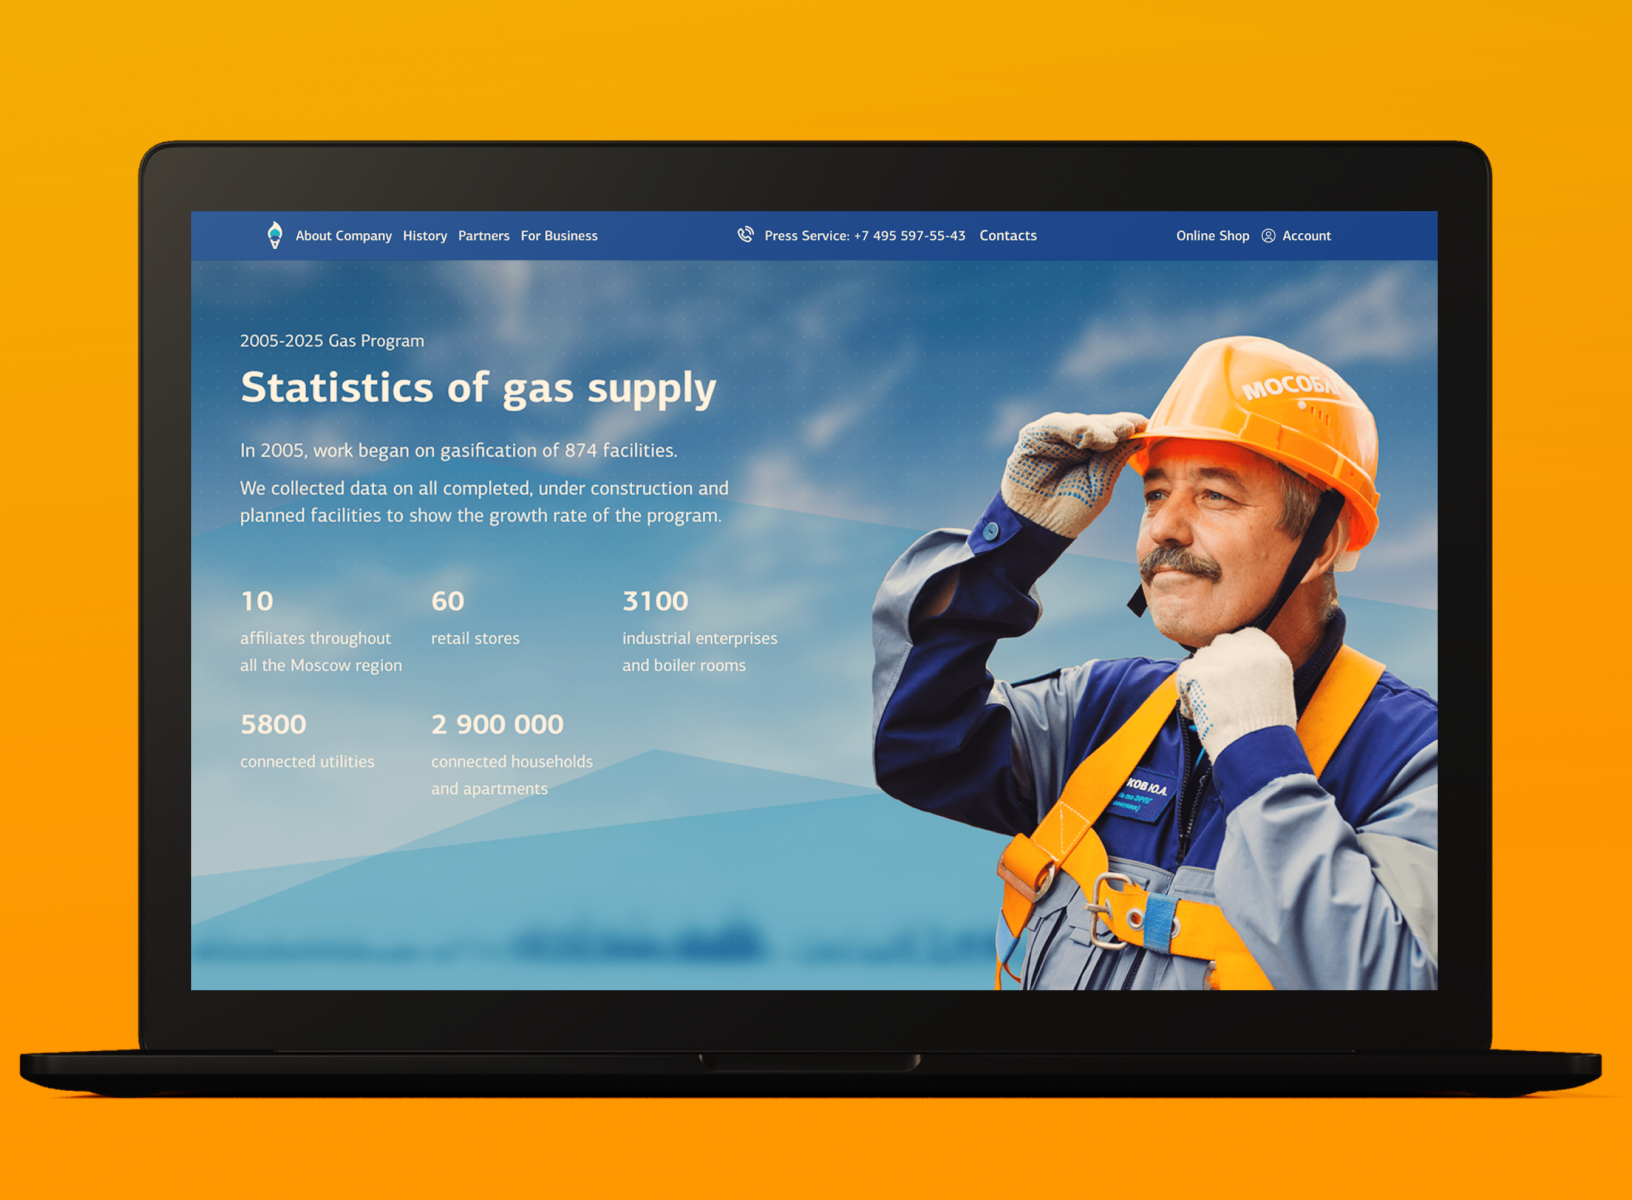 About Company History Partners For Business
Press Service: +7 495 597-55-43 Contacts
Online Shop Account
2005-2025 Gas Program
Statistics of gas supply
In 2005, work began on gasification of 874 facilities.
We collected data on all completed, under construction and
planned facilities to show the growth rate of the program.
10
affiliates throughout
all the Moscow region
60
retail stores
3100
industrial enterprises
and boiler rooms
5800
connected utilities
2 900 000
connected households
and apartments
МОСОБЛ
КОВ Ю.А.